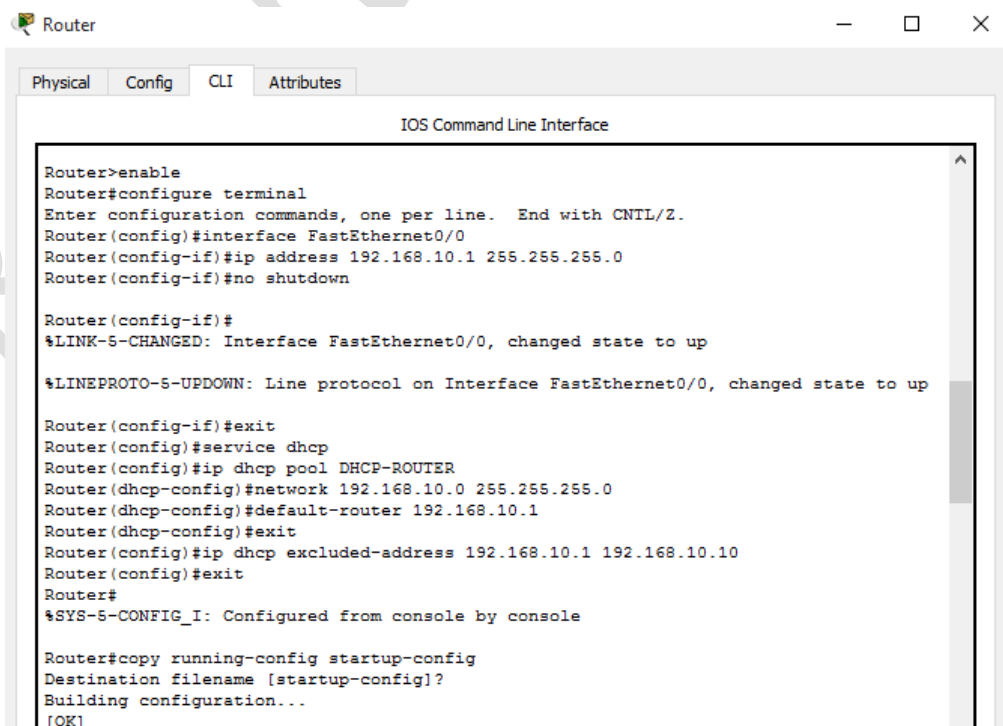 Router
Physical Config CLI Attributes
IOS Command Line Interface
Router>enable
Router#configure terminal
Enter configuration commands, one per line.  End with CNTL/Z.
Router(config)#interface FastEthernet0/0
Router(config-if)#ip address 192.168.10.1 255.255.255.0
Router(config-if)#no shutdown
Router(config-if)#
%LINK-5-CHANGED: Interface FastEthernet0/0, changed state to up
%LINEPROTO-5-UPDOWN: Line protocol on Interface FastEthernet0/0, changed state to up
Router(config-if)#exit
Router(config)#service dhcp
Router(config)#ip dhcp pool DHCP-ROUTER
Router(dhcp-config)#network 192.168.10.0 255.255.255.0
Router(dhcp-config)#default-router 192.168.10.1
Router(dhcp-config)#exit
Router(config)#ip dhcp excluded-address 192.168.10.1 192.168.10.10
Router(config)#exit
Router#
%SYS-5-CONFIG_I: Configured from console by console
Router#copy running-config startup-config
Destination filename [startup-config]?
Building configuration...
[OK]